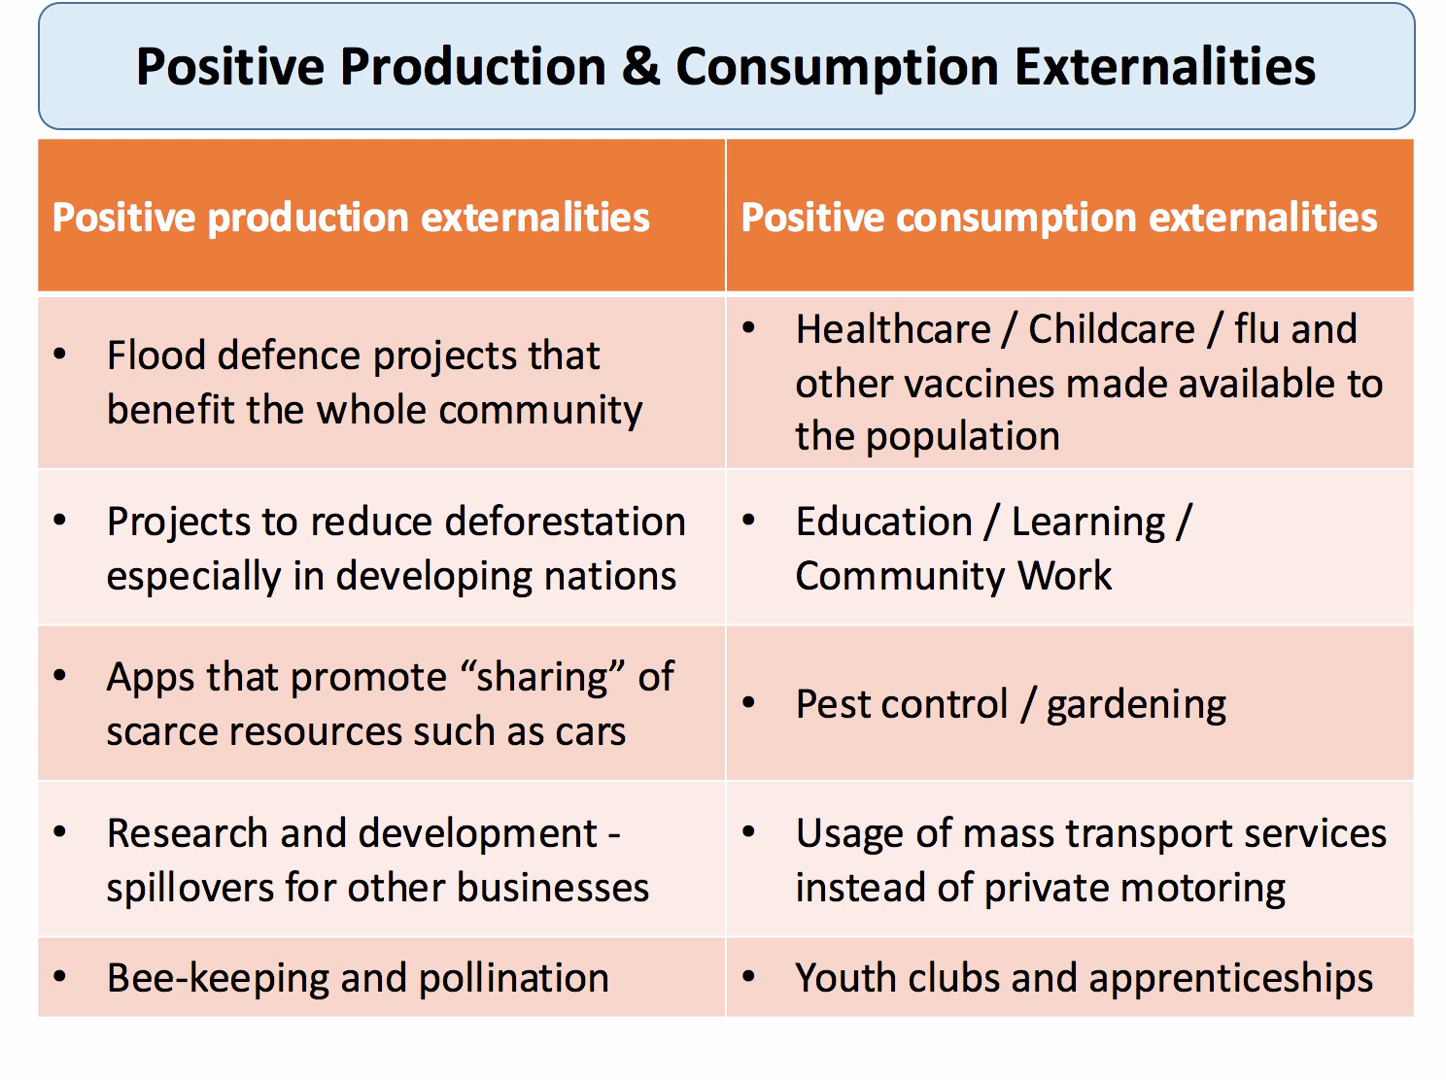 Positive Production & Consumption Externalities
Positive production externalities
Positive consumption externalities
• Flood defence projects that
benefit the whole community
• Healthcare / Childcare / flu and
other vaccines made available to
the population
• Projects to reduce deforestation
especially in developing nations
• Education / Learning /
Community Work
• Apps that promote “sharing” of
scarce resources such as cars
• Pest control / gardening
• Research and development -
spillovers for other businesses
• Usage of mass transport services
instead of private motoring
• Bee-keeping and pollination
• Youth clubs and apprenticeships